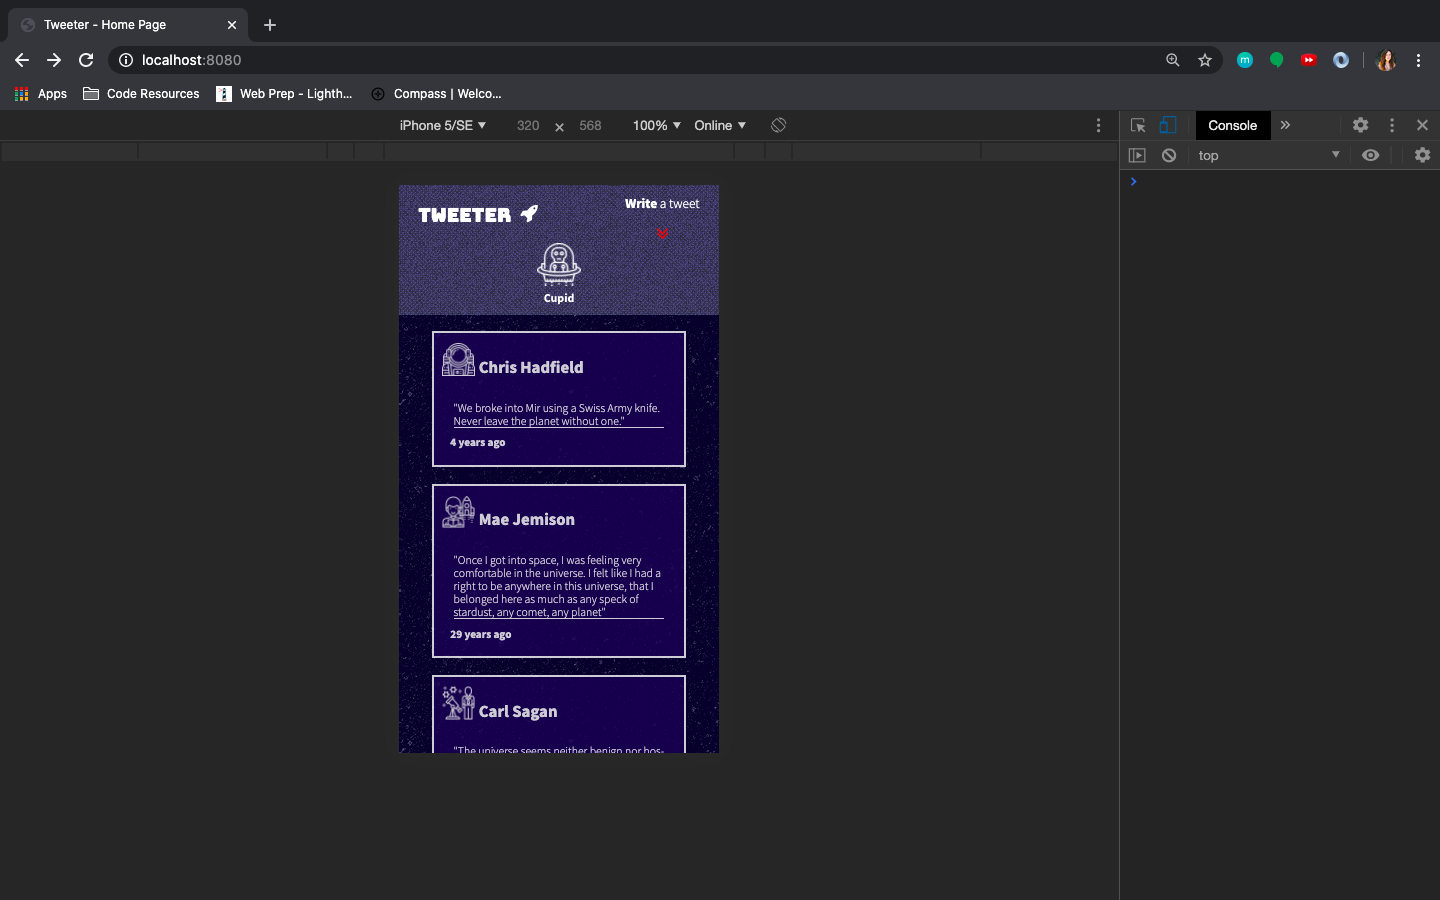 Tweeter - Home Page
localhost:8080
Apps
Code Resources
Web Prep - Lighth...
Compass | Welco...
iPhone 5/SE
320
568
100%
Online
Console
top
TWEETER
Write a tweet
Cupid
Chris Hadfield
"We broke into Mir using a Swiss Army knife.
Never leave the planet without one."
4 years ago
Mae Jemison
"Once I got into space, I was feeling very
comfortable in the universe. I felt like I had a
right to be anywhere in this universe, that I
belonged here as much as any speck of
stardust, any comet, any planet"
29 years ago
Carl Sagan
"The universe seems neither benign nor hos-